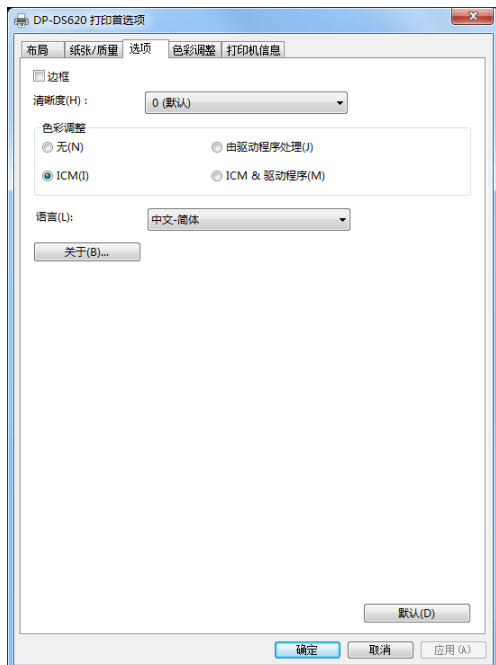 DP-DS620 打印首选项
布局 纸张/质量 选项 色彩调整 打印机信息
边框
清晰度(H)： 0 (默认)
色彩调整
无(N) 由驱动程序处理(J)
ICM(I) ICM & 驱动程序(M)
语言(L): 中文-简体
关于(B)...
默认(D)
确定 取消 应用(A)